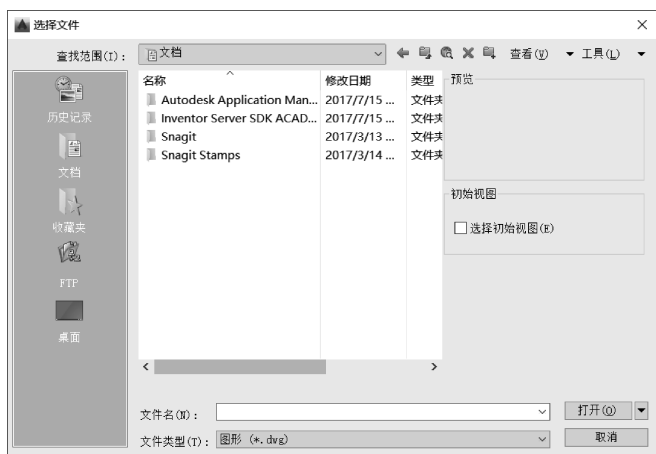 选择文件
查找范围(I): 文档 查看(V) 工具(L)
历史记录
文档
收藏夹
FTP
桌面
名称 修改日期 类型
Autodesk Application Man... 2017/7/15 ... 文件夹
Inventor Server SDK ACAD... 2017/7/15 ... 文件夹
Snagit 2017/3/13 ... 文件夹
Snagit Stamps 2017/3/14 ... 文件夹
预览
初始视图
选择初始视图(E)
文件名(N): 打开(O)
文件类型(T): 图形 (*.dwg) 取消